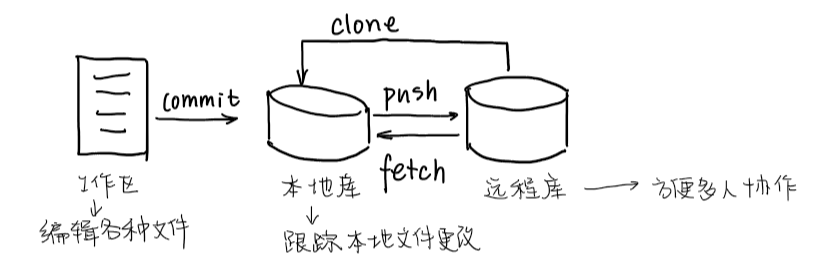 clone
commit
push
fetch
工作区
本地库
远程库
方便多人协作
编辑各种文件
跟踪本地文件更改